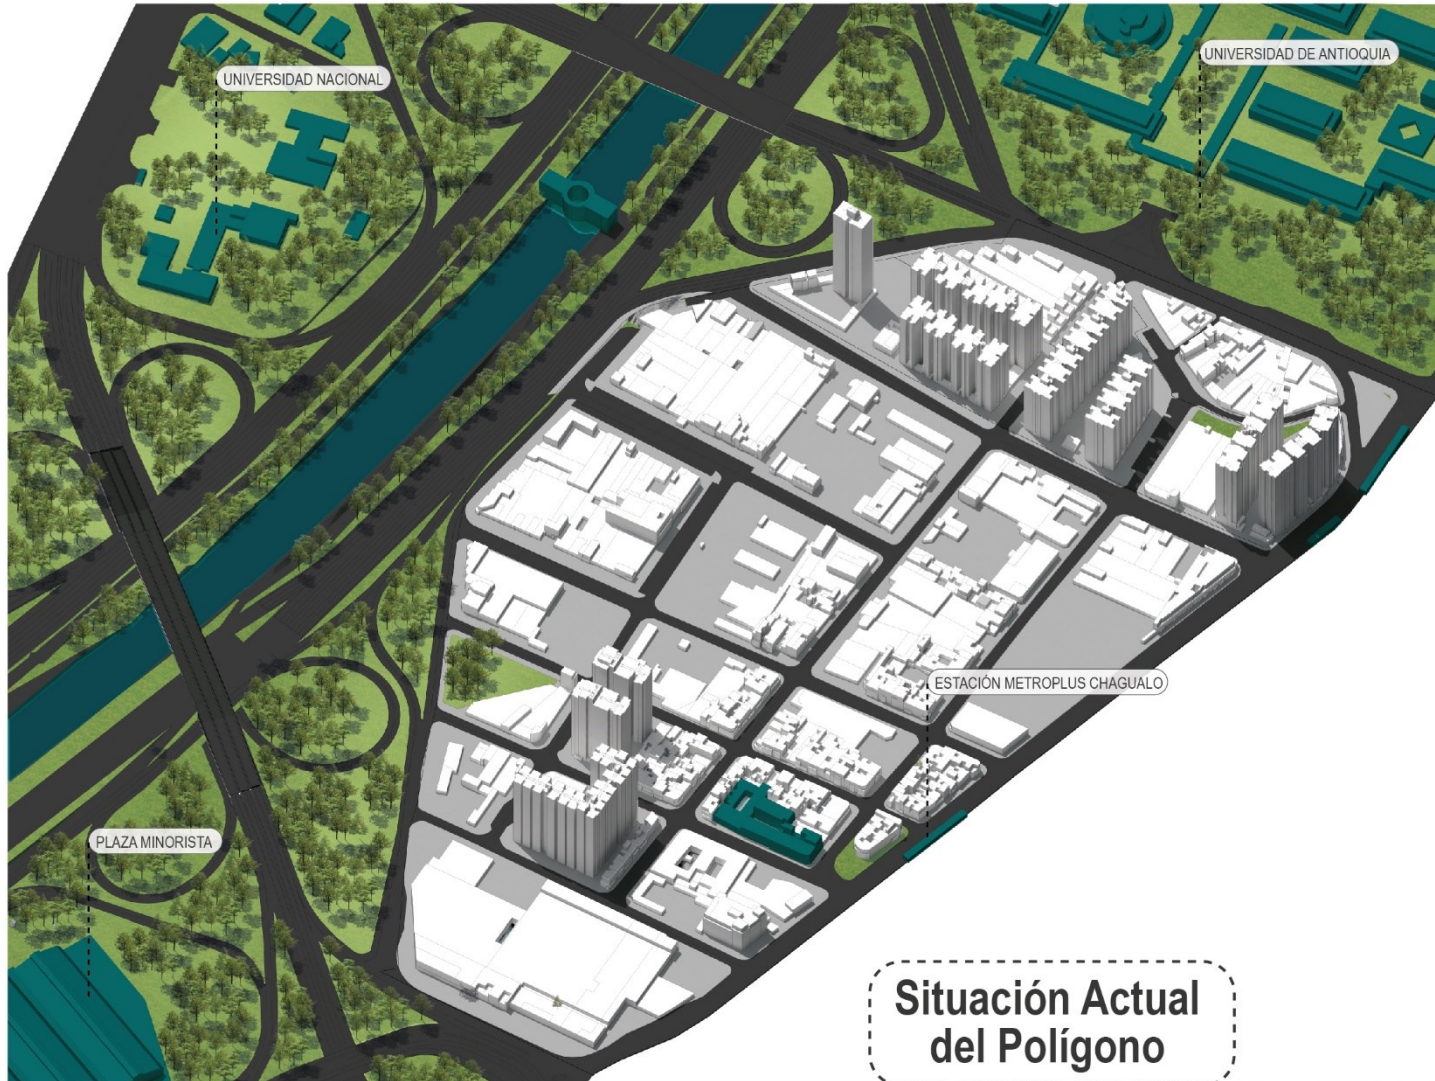 UNIVERSIDAD NACIONAL
UNIVERSIDAD DE ANTIOQUIA
ESTACIÓN METROPLUS CHAGUALO
PLAZA MINORISTA
Situación Actual
del Polígono